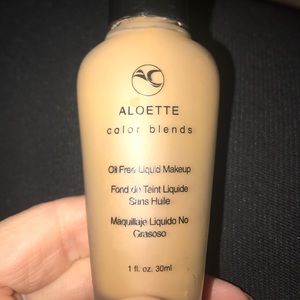 ALOETTE
color blends
Oil Free Liquid Makeup
Fond de Teint Liquide
Sans Huile
Maquillaje Liquido No
Grasoso
1 fl. oz. 30ml